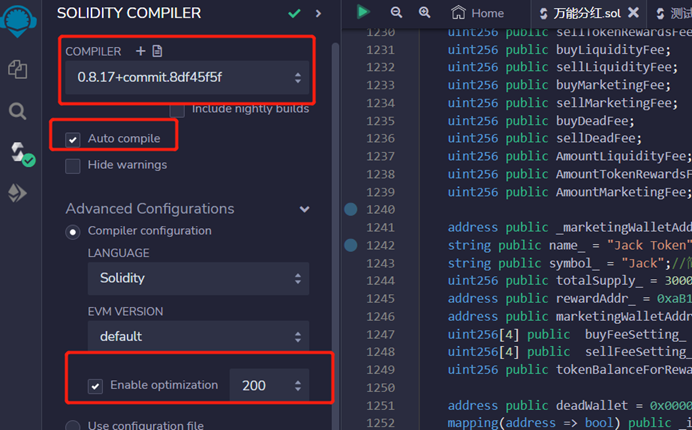 SOLIDITY COMPILER
COMPILER
0.8.17+commit.8df45f5f
Include nightly builds
Auto compile
Hide warnings
Advanced Configurations
Compiler configuration
LANGUAGE
Solidity
EVM VERSION
default
Enable optimization 200
Use configuration file
Home 万能分红.sol 测试
1230 uint256 public sellTokenRewardsFee
1231 uint256 public buyLiquidityFee;
1232 uint256 public sellLiquidityFee;
1233 uint256 public buyMarketingFee;
1234 uint256 public sellMarketingFee;
1235 uint256 public buyDeadFee;
1236 uint256 public sellDeadFee;
1237 uint256 public AmountLiquidityFee;
1238 uint256 public AmountTokenRewardsF
1239 uint256 public AmountMarketingFee;
1240
1241 address public _marketingWalletAdd
1242 string public name_ = "Jack Token"
1243 string public symbol_ = "Jack";//
1244 uint256 public totalSupply_ = 3000
1245 address public rewardAddr_ = 0xaB1
1246 address public marketingWalletAddr
1247 uint256[4] public buyFeeSetting_
1248 uint256[4] public sellFeeSetting_
1249 uint256 public tokenBalanceForRewa
1250
1251 address public deadWallet = 0x0000
1252 mapping(address => bool) public _i